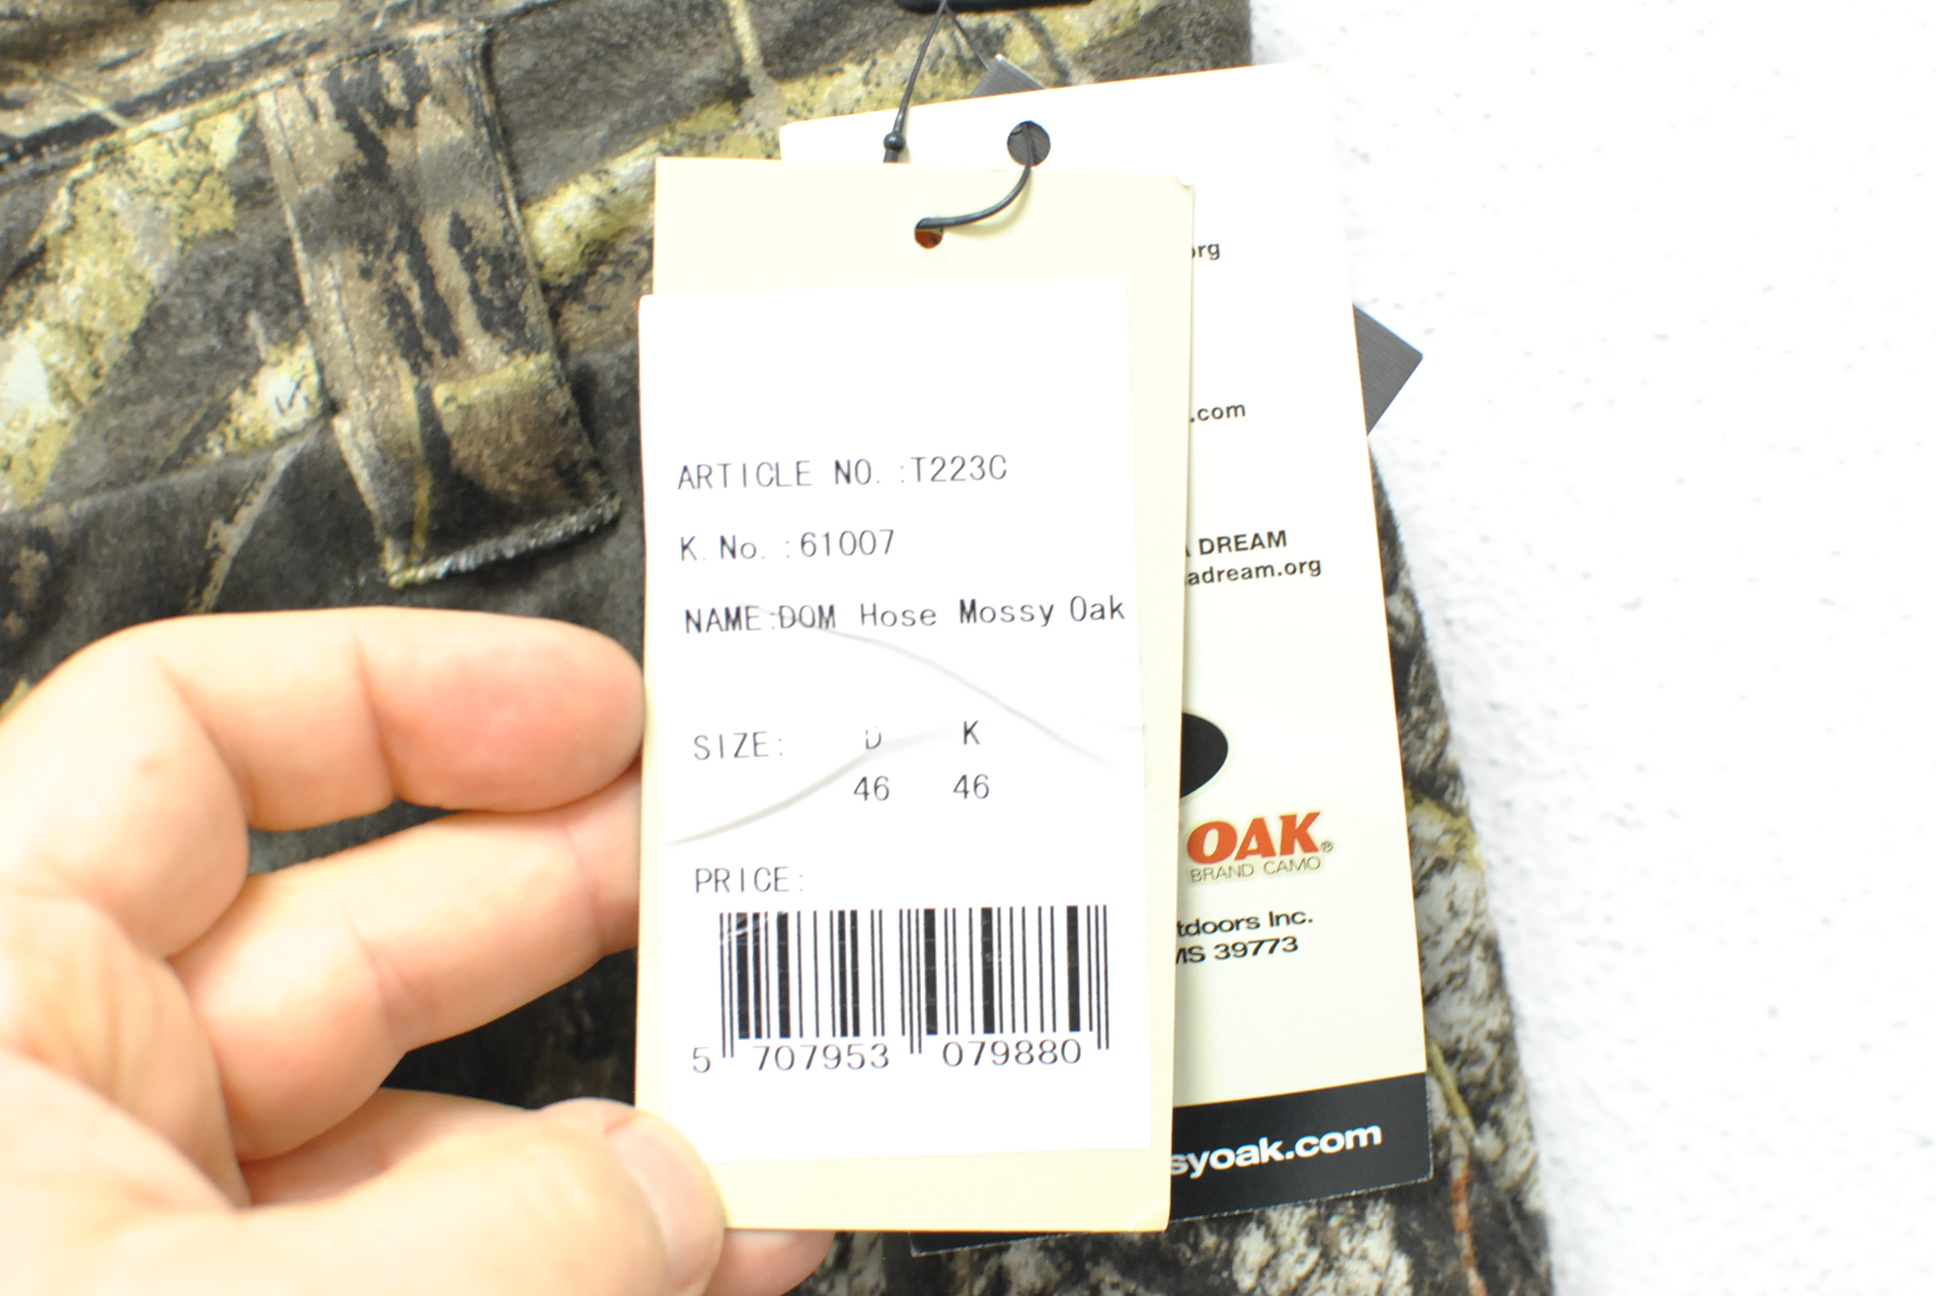 ARTICLE NO. :T223C
K. No. :61007
NAME:DOM Hose Mossy Oak
SIZE: D K
46 46
PRICE:
5 707953 079880
.com
DREAM
adream.org
OAK®
BRAND CAMO
Inc.
MS 39773
syoak.com